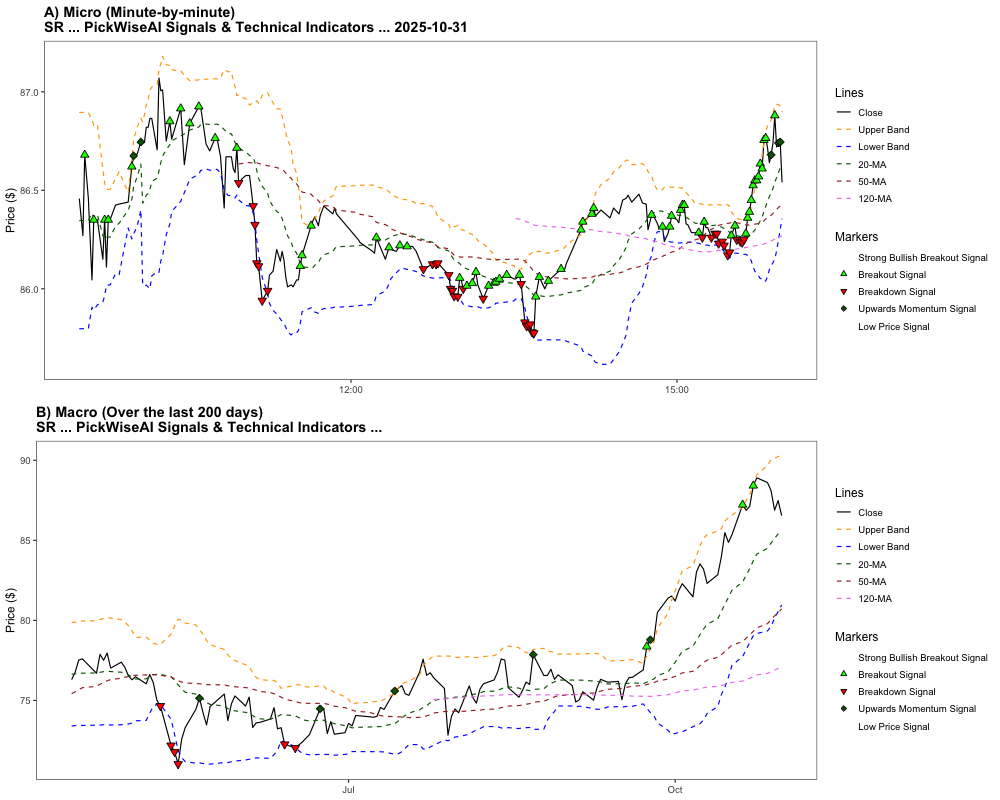 A) Micro (Minute-by-minute)
SR ... PickWiseAI Signals & Technical Indicators ... 2025-10-31
87.0
86.5
86.0
Price ($)
12:00
15:00
Lines
Close
Upper Band
Lower Band
20-MA
50-MA
120-MA
Markers
Strong Bullish Breakout Signal
Breakout Signal
Breakdown Signal
Upwards Momentum Signal
Low Price Signal
B) Macro (Over the last 200 days)
SR ... PickWiseAI Signals & Technical Indicators ...
90
85
80
75
Price ($)
Jul
Oct
Lines
Close
Upper Band
Lower Band
20-MA
50-MA
120-MA
Markers
Strong Bullish Breakout Signal
Breakout Signal
Breakdown Signal
Upwards Momentum Signal
Low Price Signal